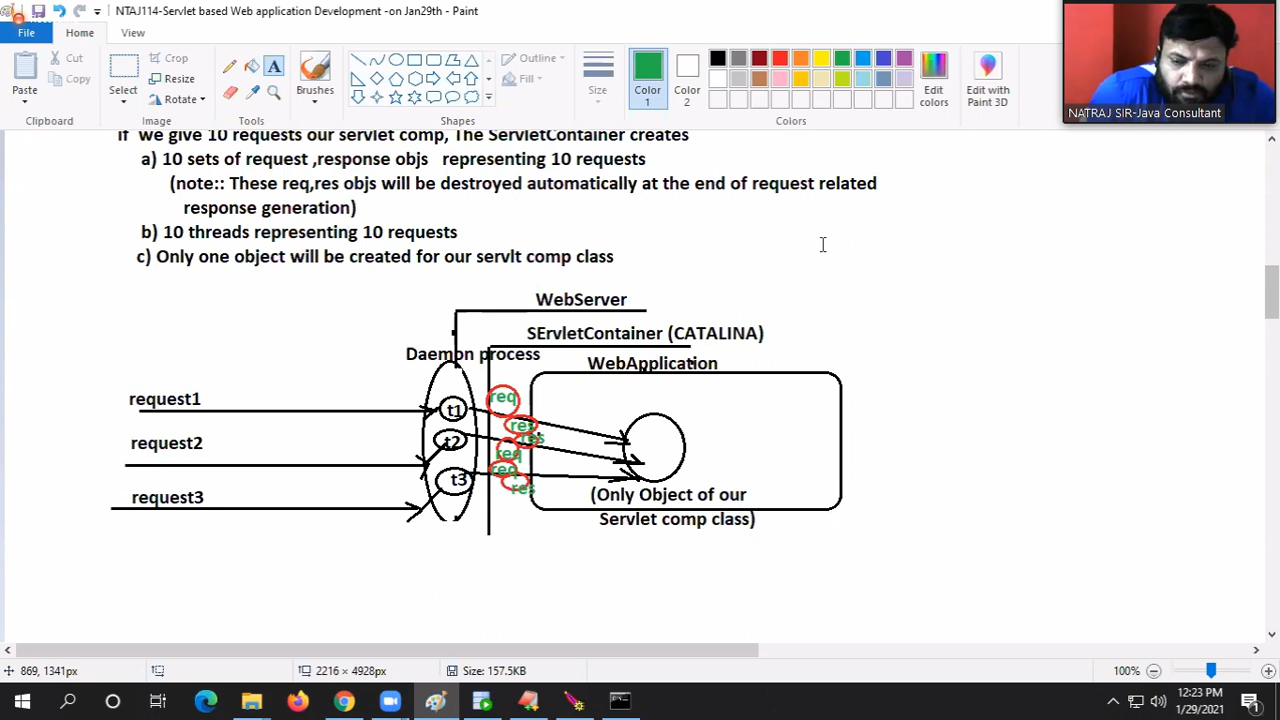 NTAJ114-Servlet based Web application Development -on Jan29th - Paint
File Home View
Cut
Copy
Paste
Clipboard
Select
Resize
Rotate
Image
A
Tools
Brushes
Outline
Fill
Shapes
Size
Color 1
Color 2
Edit colors
Edit with Paint 3D
Colors
NATRAJ SIR-Java Consultant
If we give 10 requests our servlet comp, The ServletContainer creates
a) 10 sets of request ,response objs representing 10 requests
(note:: These req,res objs will be destroyed automatically at the end of request related
response generation)
b) 10 threads representing 10 requests
c) Only one object will be created for our servlt comp class
WebServer
SErvletContainer (CATALINA)
Daemon process
WebApplication
request1
t1
req
res
request2
t2
res
req
req
t3
res
request3
(Only Object of our
Servlet comp class)
869, 1341px
2216 × 4928px
Size: 157.5KB
100%
12:23 PM
1/29/2021
1